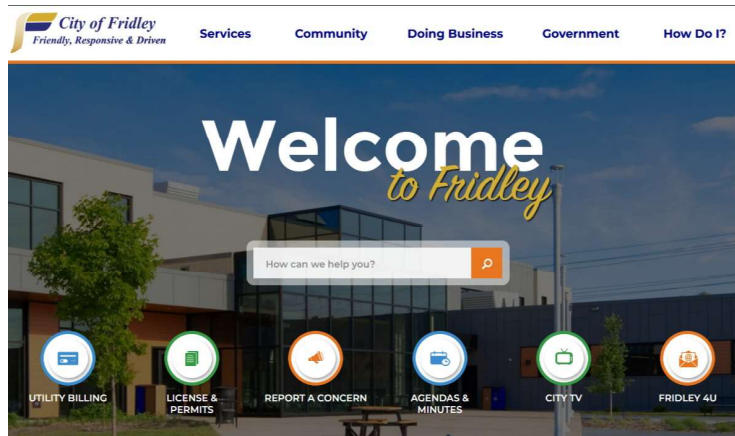 City of Fridley
Friendly, Responsive & Driven
Services
Community
Doing Business
Government
How Do I?
Welcome
to Fridley
How can we help you?
UTILITY BILLING
LICENSE &
PERMITS
REPORT A CONCERN
AGENDAS &
MINUTES
CITY TV
FRIDLEY 4U